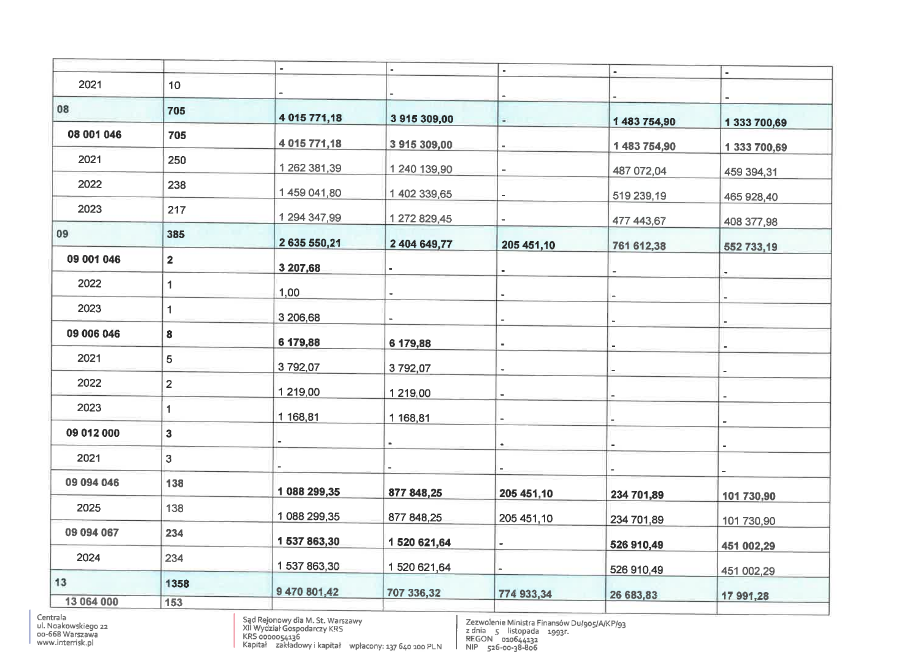 - - - - -
2021 10 - - - - -
08 705 4 015 771,18 3 915 309,00 - 1 483 754,90 1 333 700,69
08 001 046 705 4 015 771,18 3 915 309,00 - 1 483 754,90 1 333 700,69
2021 250 1 262 381,39 1 240 139,90 - 487 072,04 459 394,31
2022 238 1 459 041,80 1 402 339,65 - 519 239,19 465 928,40
2023 217 1 294 347,99 1 272 829,45 - 477 443,67 408 377,98
09 385 2 635 550,21 2 404 649,77 205 451,10 761 612,38 552 733,19
09 001 046 2 3 207,68 - - - -
2022 1 1,00 - - - -
2023 1 3 206,68 - - - -
09 006 046 8 6 179,88 6 179,88 - - -
2021 5 3 792,07 3 792,07 - - -
2022 2 1 219,00 1 219,00 - - -
2023 1 1 168,81 1 168,81 - - -
09 012 000 3 - - - - -
2021 3 - - - - -
09 094 046 138 1 088 299,35 877 848,25 205 451,10 234 701,89 101 730,90
2025 138 1 088 299,35 877 848,25 205 451,10 234 701,89 101 730,90
09 094 067 234 1 537 863,30 1 520 621,64 - 526 910,49 451 002,29
2024 234 1 537 863,30 1 520 621,64 - 526 910,49 451 002,29
13 1358 9 470 801,42 707 336,32 774 933,34 26 683,83 17 991,28
13 064 000 153
Centrala
ul. Noakowskiego 22
00-668 Warszawa
www.interrisk.pl
Sąd Rejonowy dla M. St. Warszawy
XII Wydział Gospodarczy KRS
KRS 0000054136
Kapitał zakładowy i kapitał wpłacony: 137 640 100 PLN
Zezwolenie Ministra Finansów Du/905/A/KP/93
z dnia 5 listopada 1993r.
REGON 010644132
NIP 526-00-38-806